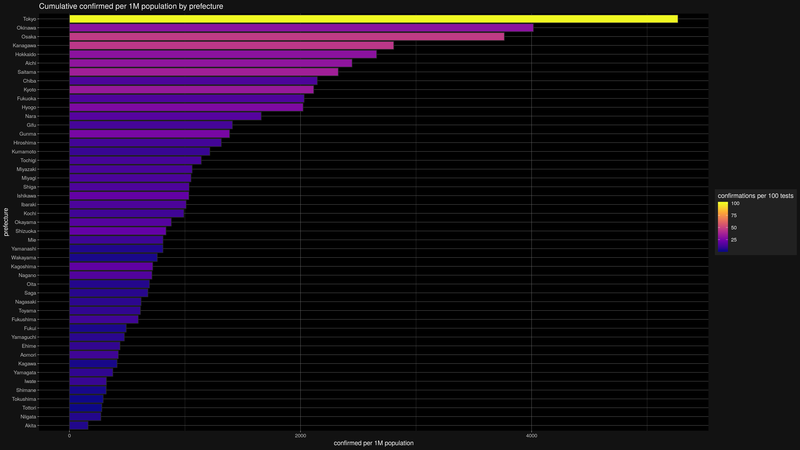 Cumulative confirmed per 1M population by prefecture
prefecture
Tokyo
Okinawa
Osaka
Kanagawa
Hokkaido
Aichi
Saitama
Chiba
Kyoto
Fukuoka
Hyogo
Nara
Gifu
Gunma
Hiroshima
Kumamoto
Tochigi
Miyazaki
Miyagi
Shiga
Ishikawa
Ibaraki
Kochi
Okayama
Shizuoka
Mie
Yamanashi
Wakayama
Kagoshima
Nagano
Oita
Saga
Nagasaki
Toyama
Fukushima
Fukui
Yamaguchi
Ehime
Aomori
Kagawa
Yamagata
Iwate
Shimane
Tokushima
Tottori
Niigata
Akita
0 2000 4000
confirmed per 1M population
confirmations per 100 tests
100
75
50
25